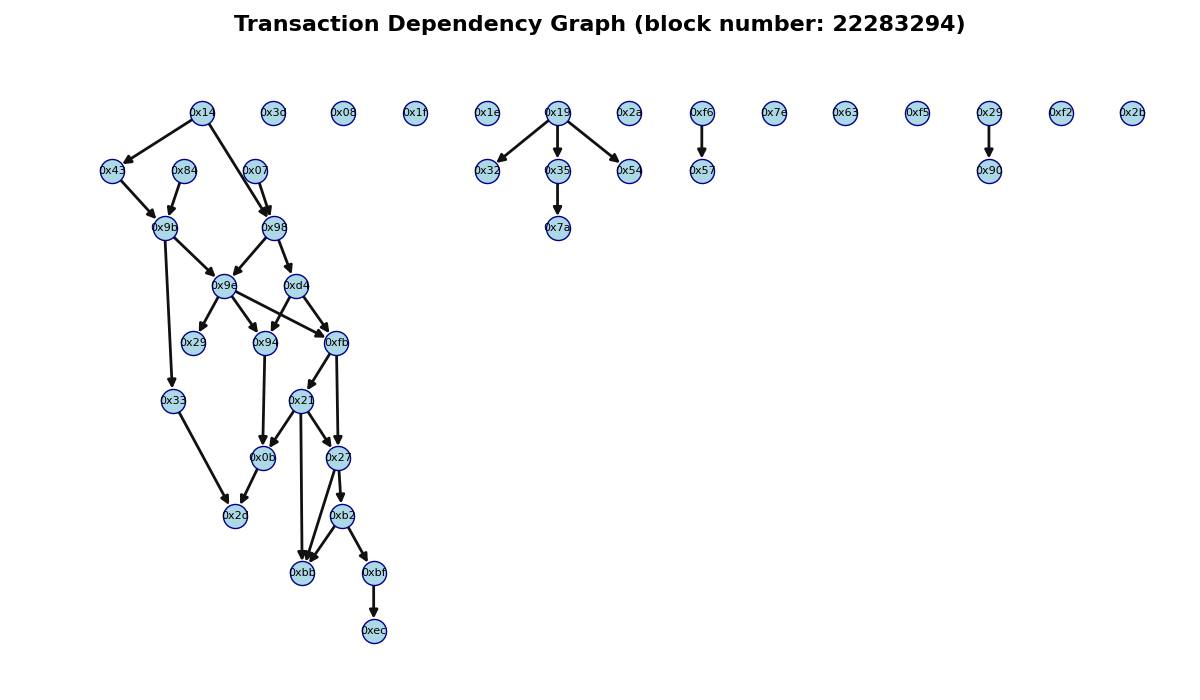 Transaction Dependency Graph (block number: 22283294)
0x14 0x3d 0x08 0x1f 0x1e 0x19 0x2a 0xf6 0x7e 0x63 0xf5 0x29 0xf2 0x2b
0x43 0x84 0x07 0x32 0x35 0x54 0x57 0x90
0x9b 0x98 0x7a
0x9e 0xd4
0x29 0x94 0xfb
0x33 0x21
0x0b 0x27
0x2d 0xb2
0xbb 0xbf
0xec